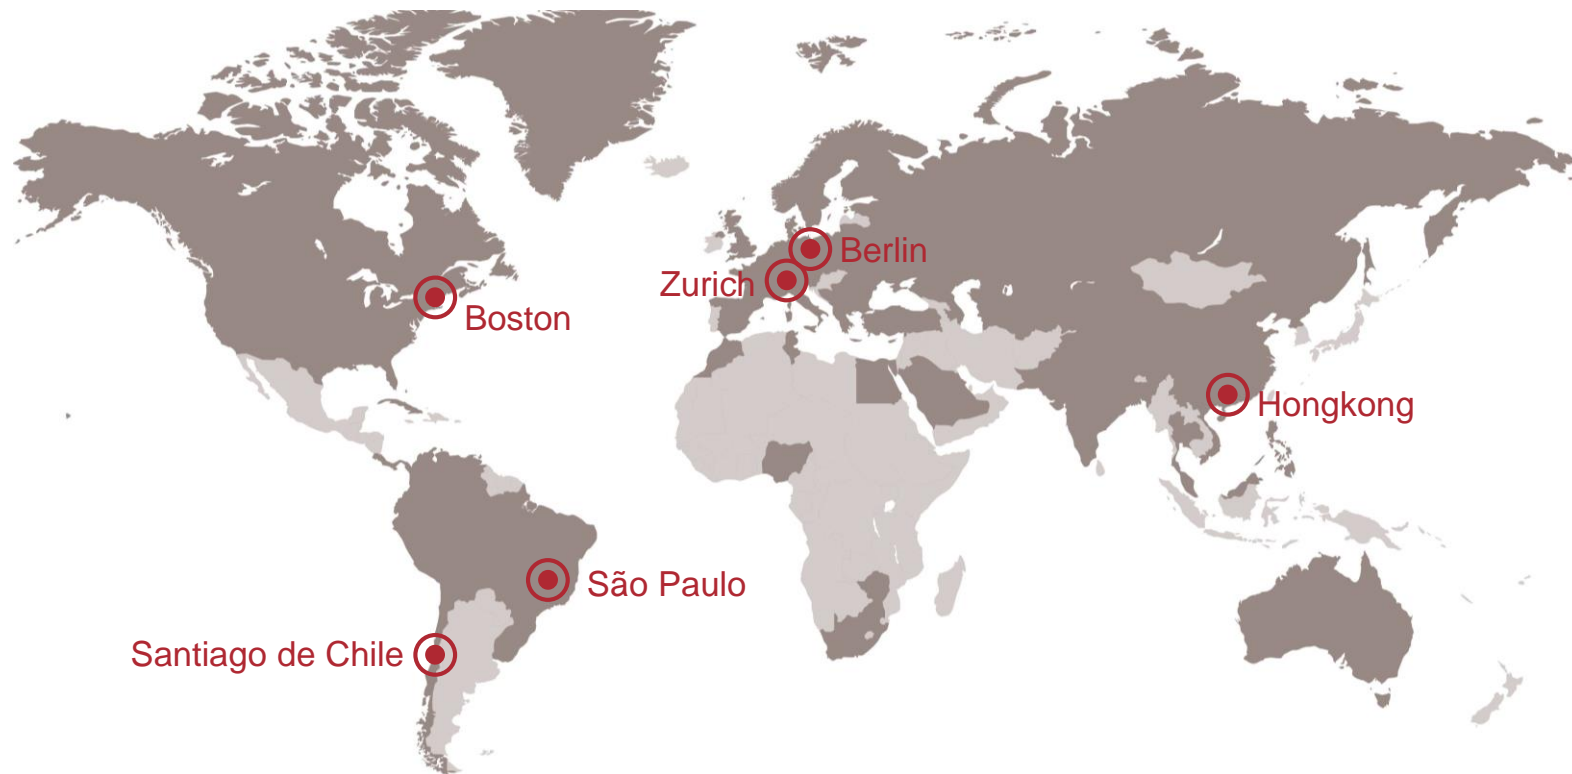 Berlin
Zurich
Boston
Hongkong
São Paulo
Santiago de Chile